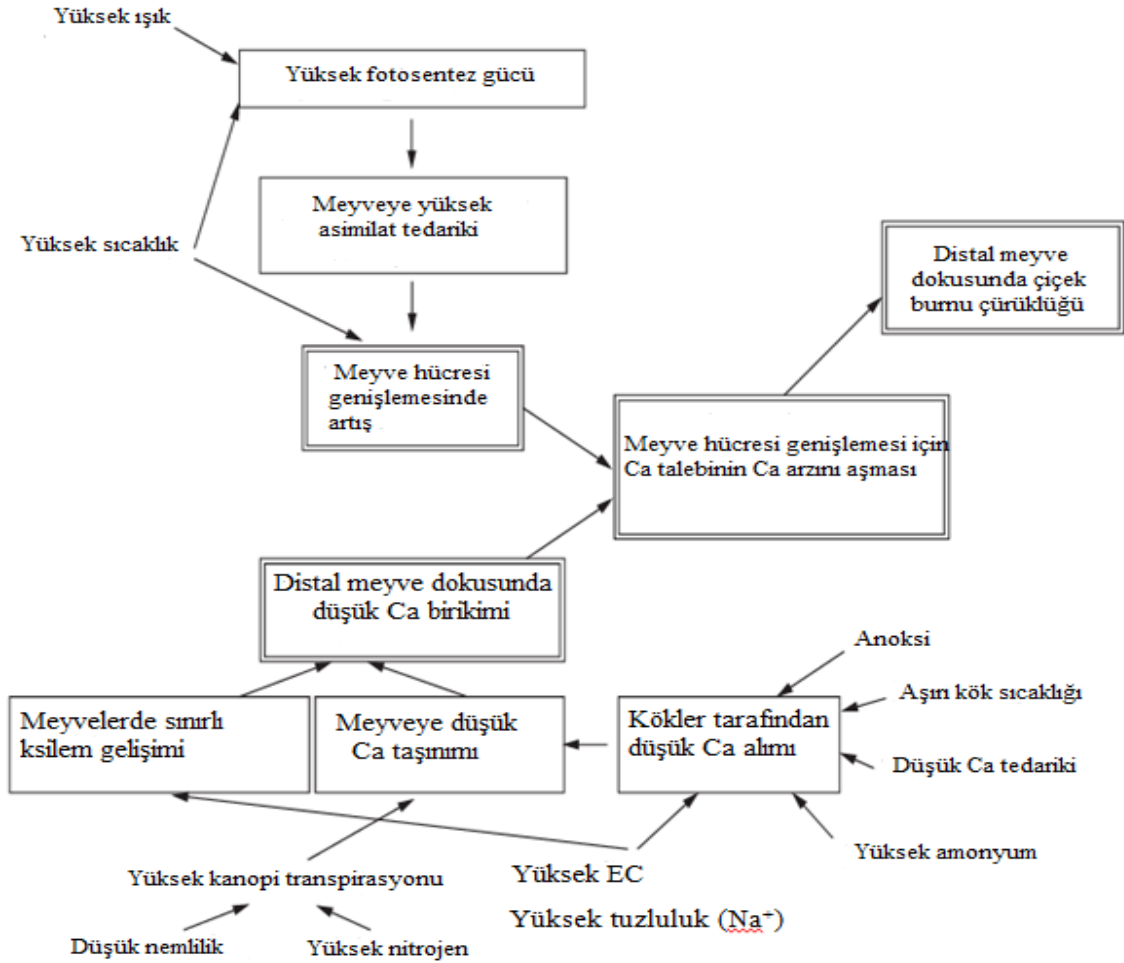 Yüksek ışık
Yüksek fotosentez gücü
Meyveye yüksek
asimilat tedariki
Yüksek sıcaklık
Distal meyve
dokusunda çiçek
burnu çürüklüğü
Meyve hücresi
genişlemesinde
artış
Meyve hücresi genişlemesi için
Ca talebinin Ca arzını aşması
Distal meyve dokusunda
düşük Ca birikimi
Anoksi
Aşırı kök sıcaklığı
Meyvelerde sınırlı
ksilem gelişimi
Meyveye düşük
Ca taşınımı
Kökler tarafından
düşük Ca alımı
Düşük Ca tedariki
Yüksek amonyum
Yüksek kanopi transpirasyonu
Yüksek EC
Yüksek tuzluluk (Na⁺)
Düşük nemlilik
Yüksek nitrojen